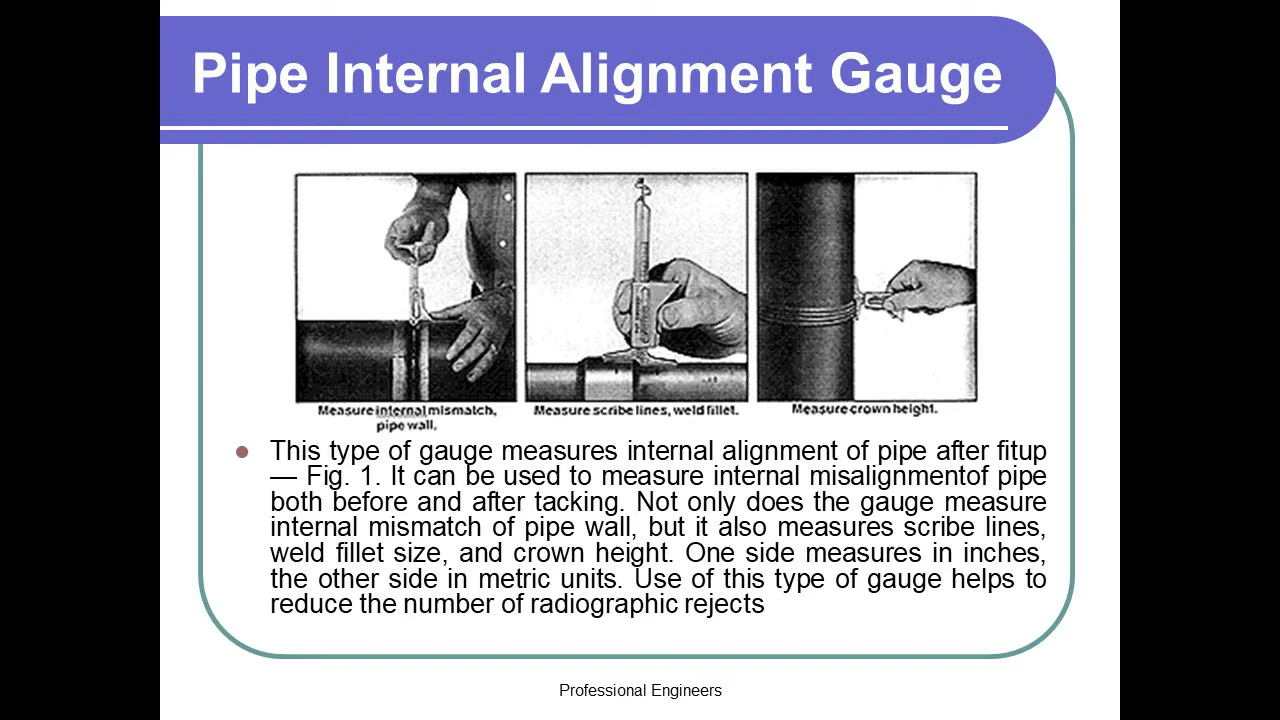 Pipe Internal Alignment Gauge
Measure internal mismatch,
pipe wall,
Measure scribe lines, weld fillet.
Measure crown height.
This type of gauge measures internal alignment of pipe after fitup
— Fig. 1. It can be used to measure internal misalignmentof pipe
both before and after tacking. Not only does the gauge measure
internal mismatch of pipe wall, but it also measures scribe lines,
weld fillet size, and crown height. One side measures in inches,
the other side in metric units. Use of this type of gauge helps to
reduce the number of radiographic rejects
Professional Engineers